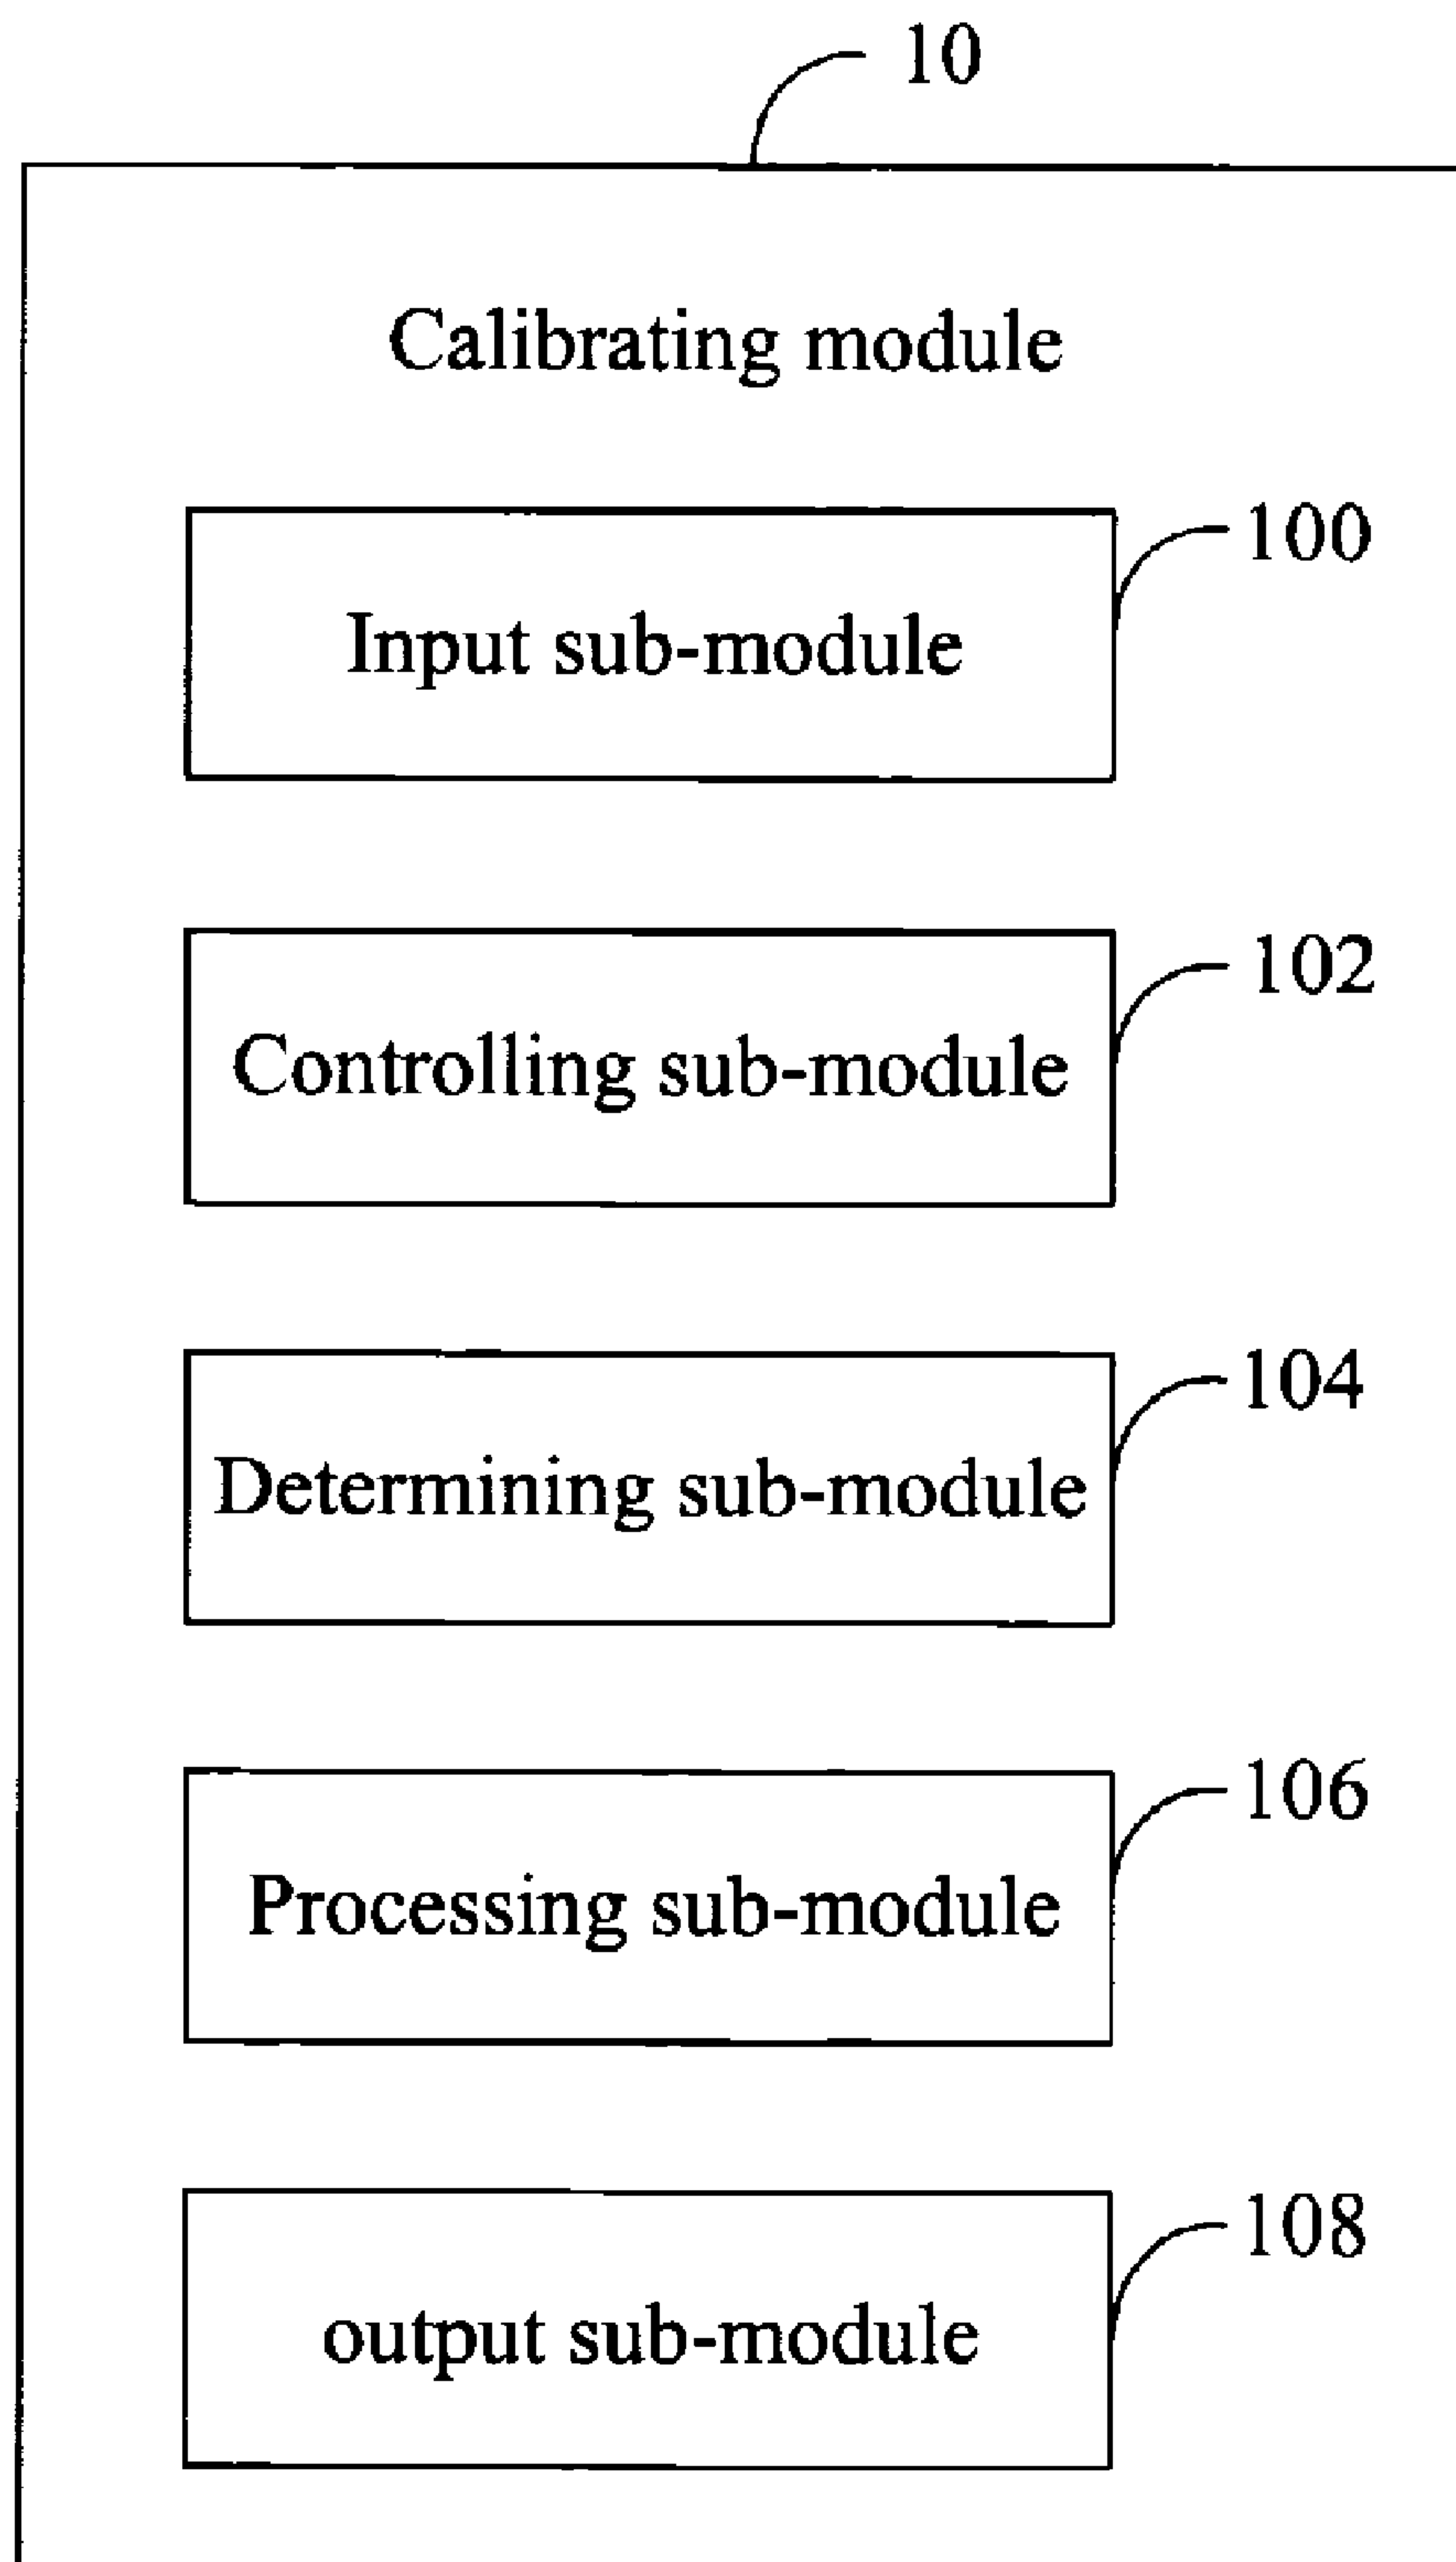 10
Calibrating module
100
Input sub-module
102
Controlling sub-module
104
Determining sub-module
106
Processing sub-module
108
output sub-module